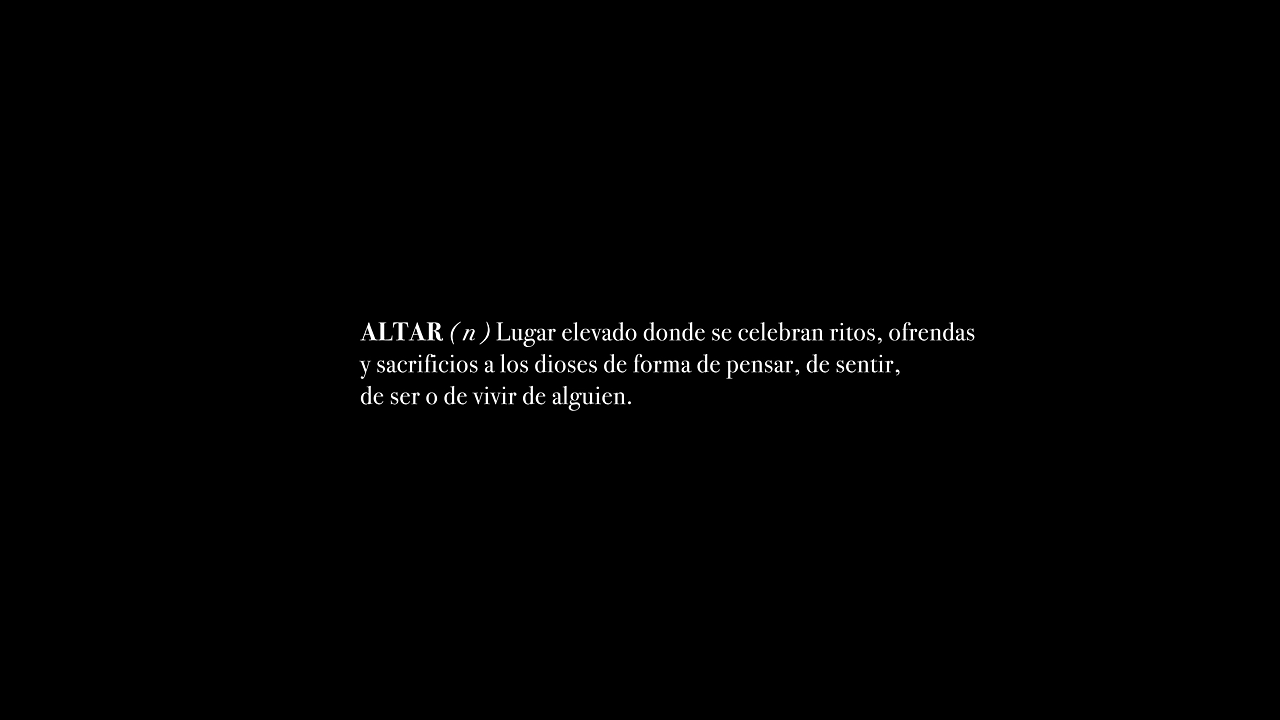 ALTAR ( n ) Lugar elevado donde se celebran ritos, ofrendas
y sacrificios a los dioses de forma de pensar, de sentir,
de ser o de vivir de alguien.